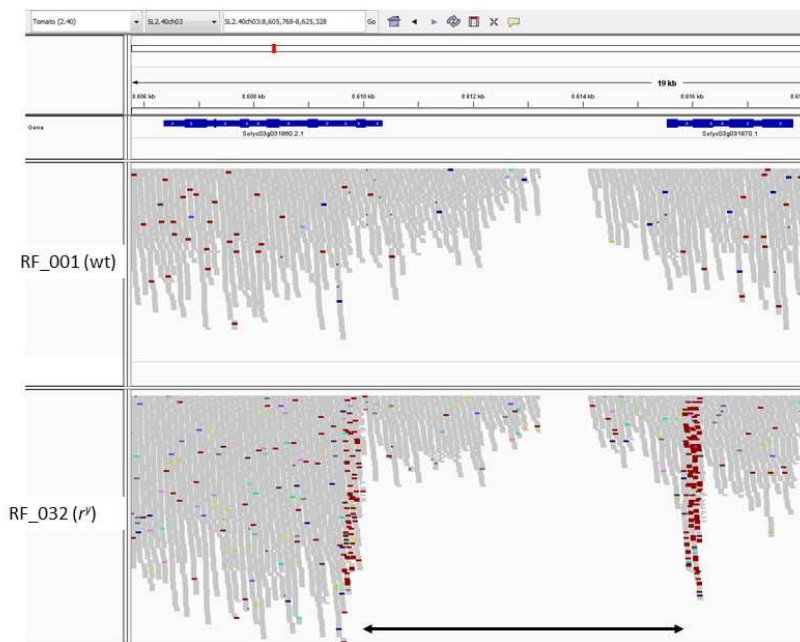 Tomato (2.40) SL2.40ch03 SL2.40ch03:8,605,768-8,625,328 Go
19 kb
8.606 kb 8.608 kb 8.610 kb 8.612 kb 8.614 kb 8.616 kb
Gene
Solyc03g031860.2.1 Solyc03g031870.1
RF_001 (wt)
RF_032 (rʸ)